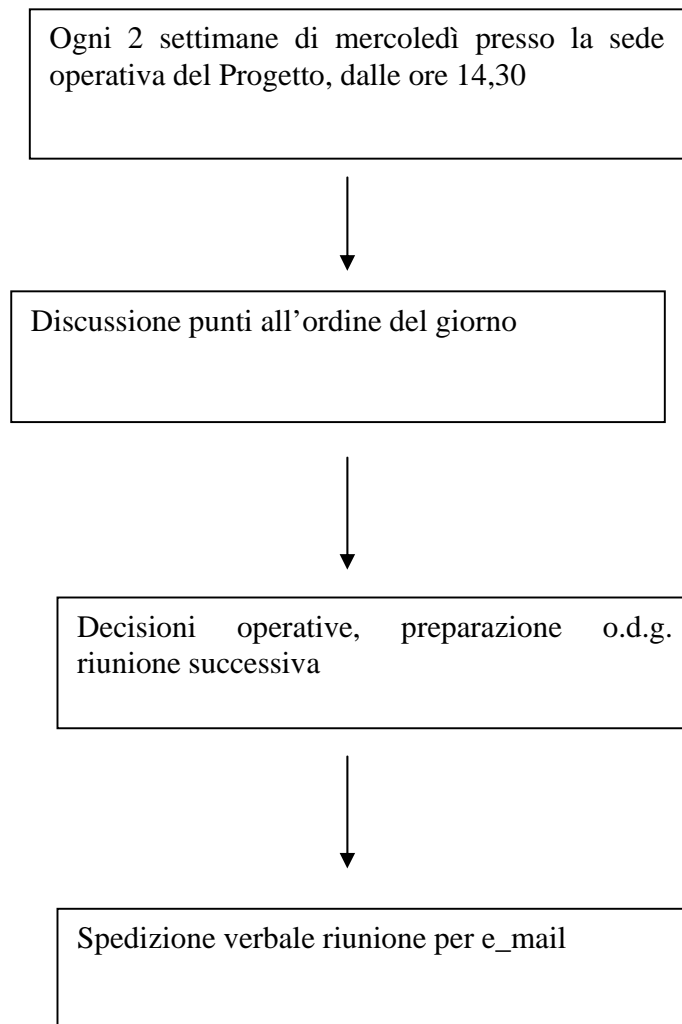 Ogni 2 settimane di mercoledì presso la sede
operativa del Progetto, dalle ore 14,30
Discussione punti all’ordine del giorno
Decisioni operative, preparazione o.d.g.
riunione successiva
Spedizione verbale riunione per e_mail